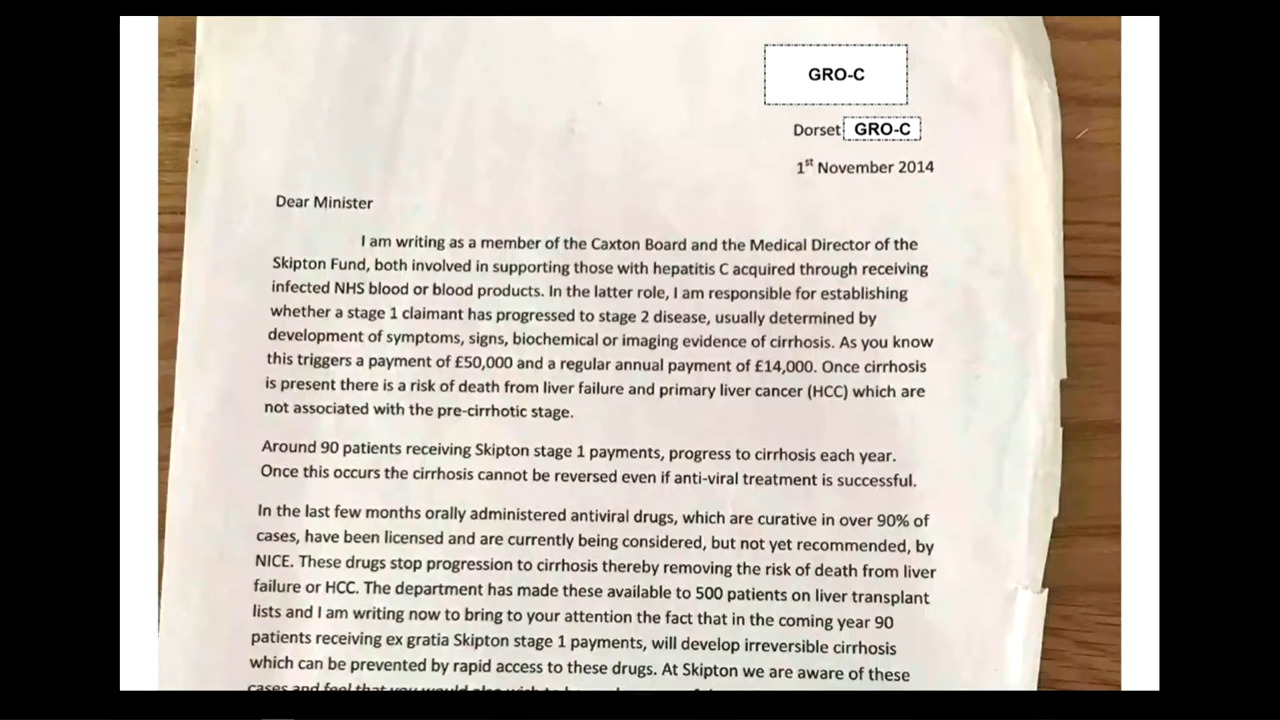 GRO-C
Dorset GRO-C
1st November 2014
Dear Minister
I am writing as a member of the Caxton Board and the Medical Director of the
Skipton Fund, both involved in supporting those with hepatitis C acquired through receiving
infected NHS blood or blood products. In the latter role, I am responsible for establishing
whether a stage 1 claimant has progressed to stage 2 disease, usually determined by
development of symptoms, signs, biochemical or imaging evidence of cirrhosis. As you know
this triggers a payment of £50,000 and a regular annual payment of £14,000. Once cirrhosis
is present there is a risk of death from liver failure and primary liver cancer (HCC) which are
not associated with the pre-cirrhotic stage.
Around 90 patients receiving Skipton stage 1 payments, progress to cirrhosis each year.
Once this occurs the cirrhosis cannot be reversed even if anti-viral treatment is successful.
In the last few months orally administered antiviral drugs, which are curative in over 90% of
cases, have been licensed and are currently being considered, but not yet recommended, by
NICE. These drugs stop progression to cirrhosis thereby removing the risk of death from liver
failure or HCC. The department has made these available to 500 patients on liver transplant
lists and I am writing now to bring to your attention the fact that in the coming year 90
patients receiving ex gratia Skipton stage 1 payments, will develop irreversible cirrhosis
which can be prevented by rapid access to these drugs. At Skipton we are aware of these
cases and feel that you would also wish to